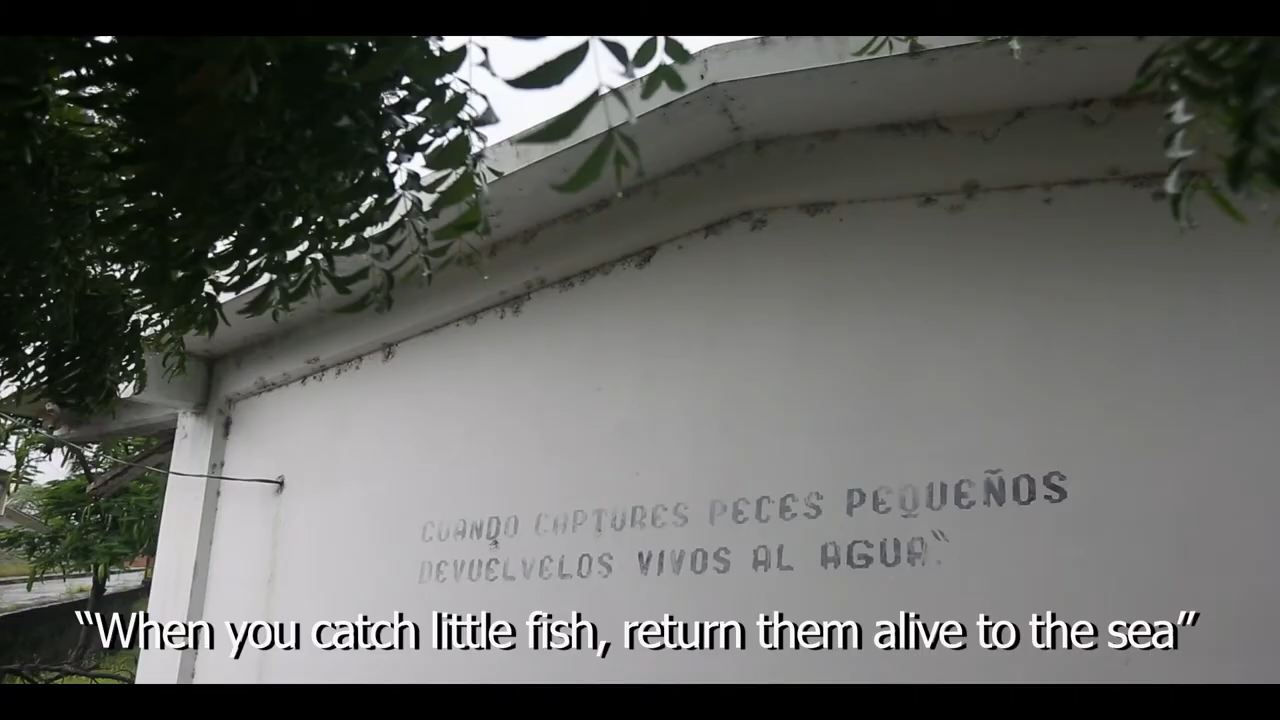 CUANDO CAPTURES PECES PEQUEÑOS
DEVUELVELOS VIVOS AL AGUA"
“When you catch little fish, return them alive to the sea”